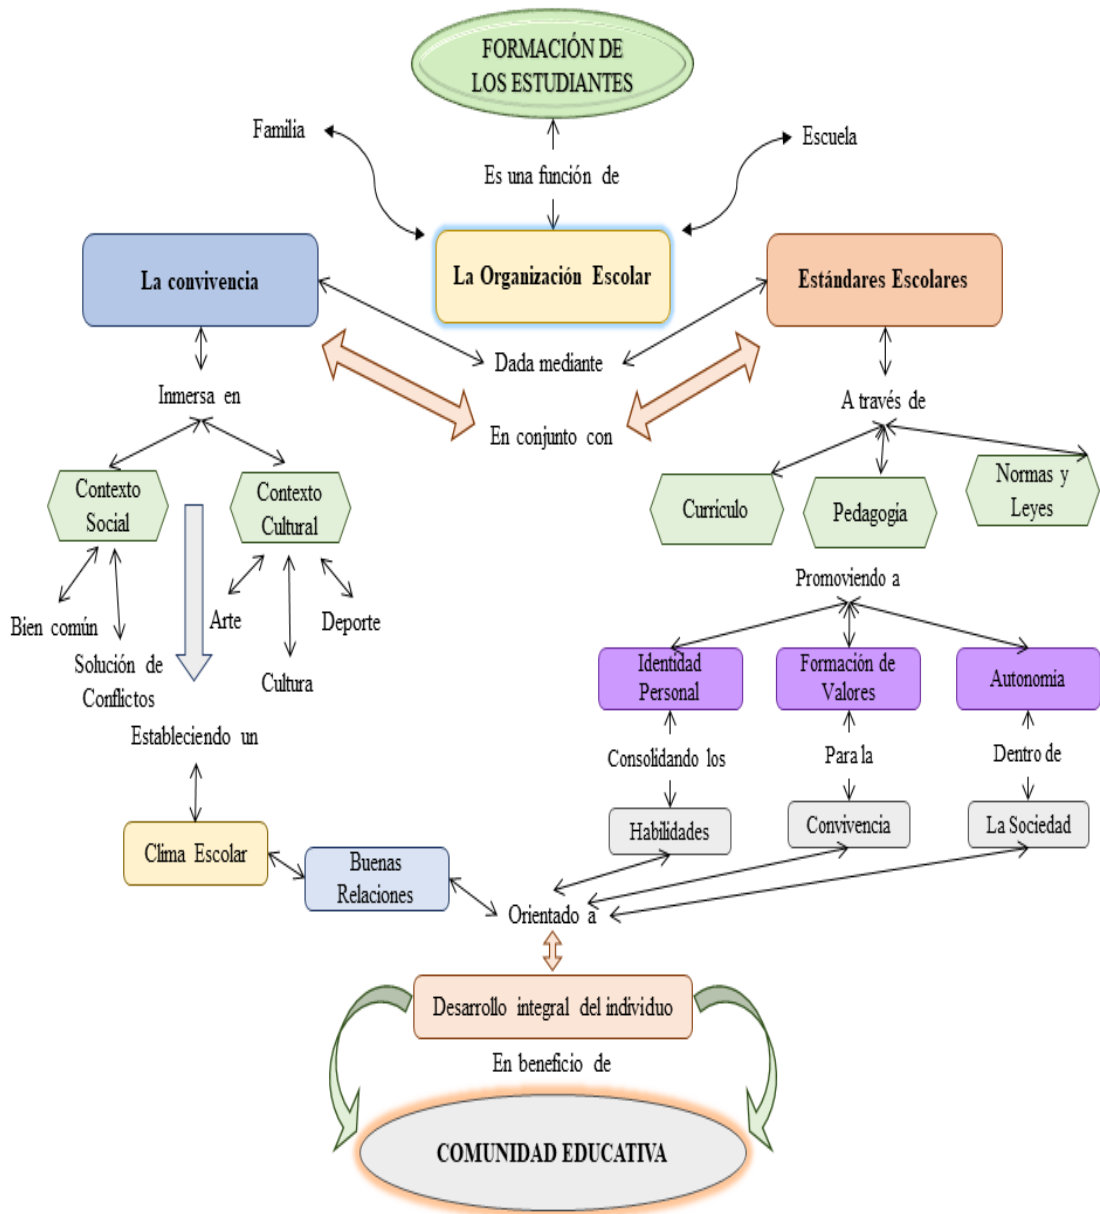 FORMACIÓN DE
LOS ESTUDIANTES
Familia
Escuela
Es una función de
La convivencia
La Organización Escolar
Estándares Escolares
Dada mediante
Inmersa en
A través de
En conjunto con
Contexto
Social
Contexto
Cultural
Currículo
Pedagogía
Normas y
Leyes
Promoviendo a
Bien común
Arte
Deporte
Solución de
Conflictos
Cultura
Identidad
Personal
Formación de
Valores
Autonomía
Estableciendo un
Consolidando los
Para la
Dentro de
Habilidades
Convivencia
La Sociedad
Clima Escolar
Buenas
Relaciones
Orientado a
Desarrollo integral del individuo
En beneficio de
COMUNIDAD EDUCATIVA